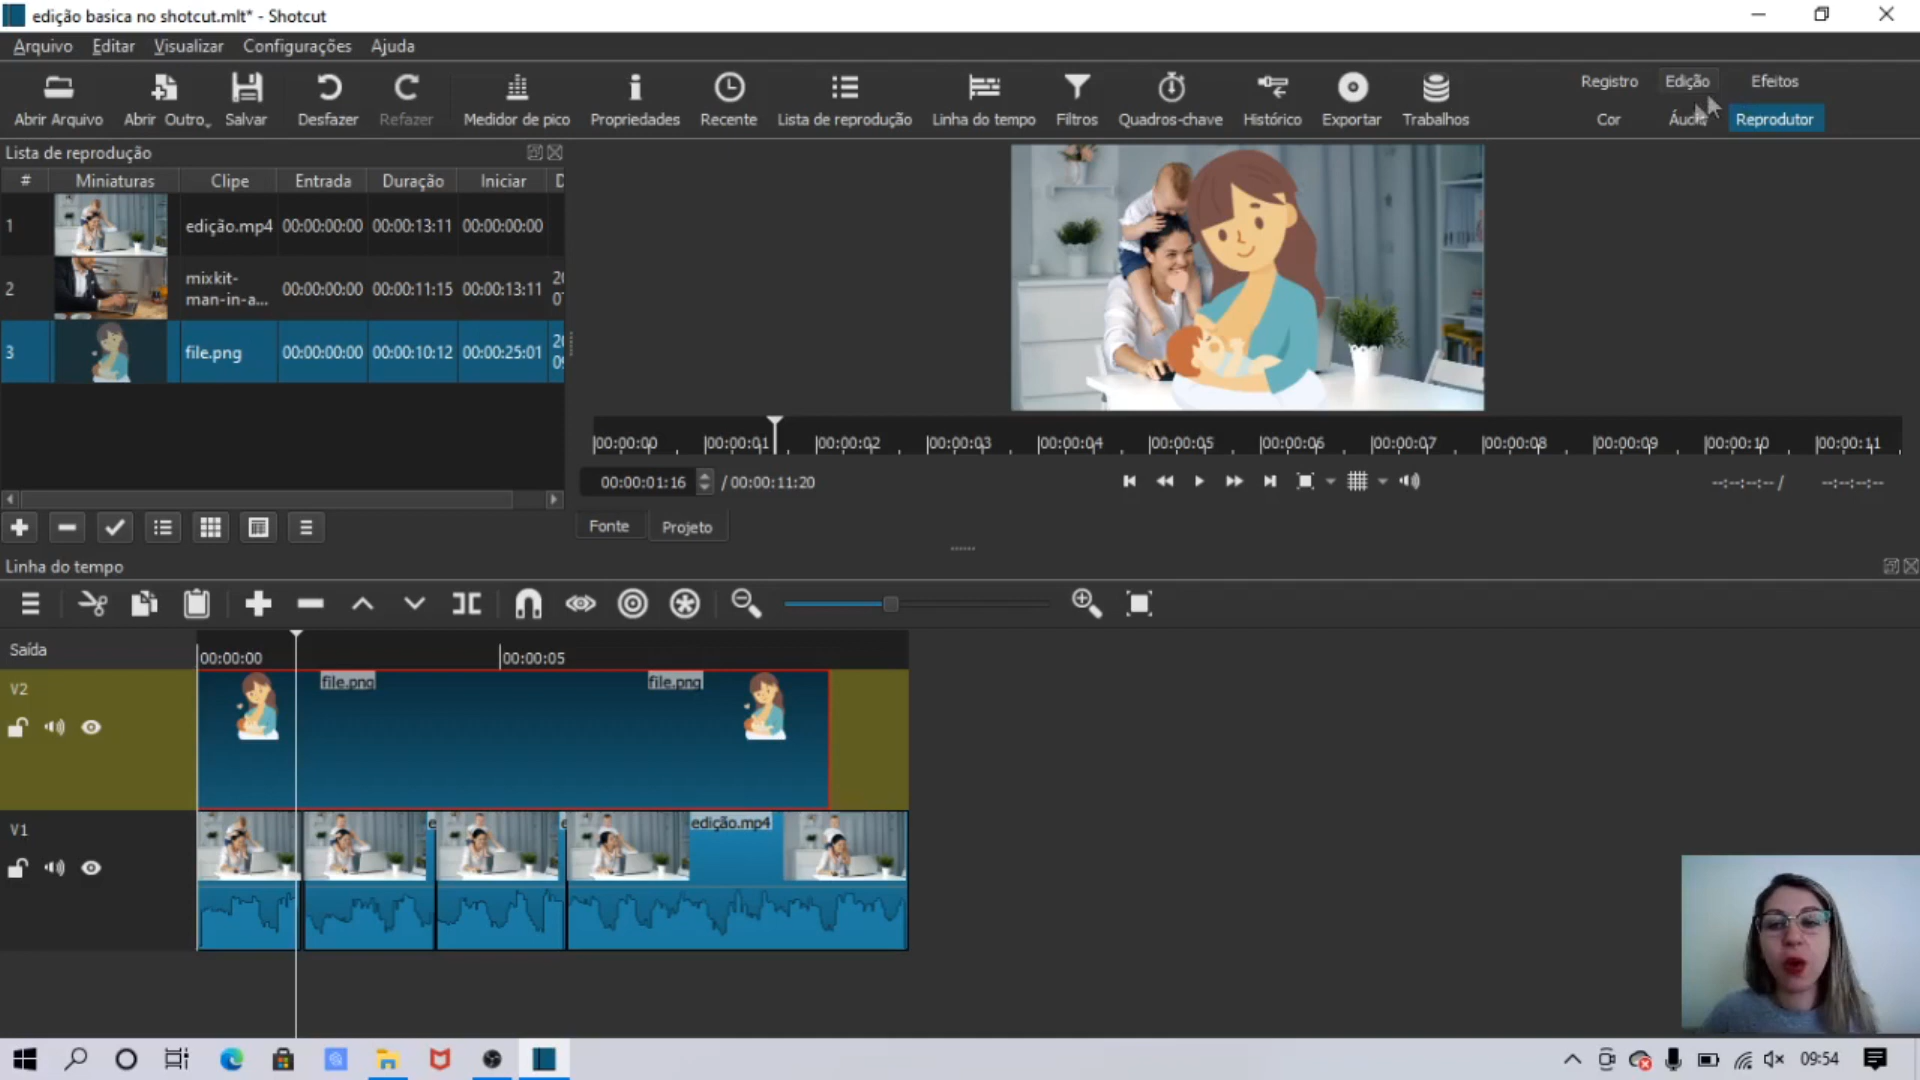 edição basica no shotcut.mlt* - Shotcut
Arquivo Editar Visualizar Configurações Ajuda
Abrir Arquivo Abrir Outro Salvar Desfazer Refazer Medidor de pico Propriedades Recente Lista de reprodução Linha do tempo Filtros Quadros-chave Histórico Exportar Trabalhos
Registro Edição Efeitos
Cor Reprodutor
Lista de reprodução
# Miniaturas Clipe Entrada Duração Iniciar
1 edição.mp4 00:00:00:00 00:00:13:11 00:00:00:00
2 mixkit-
man-in-a... 00:00:00:00 00:00:11:15 00:00:13:11
3 file.png 00:00:00:00 00:00:10:12 00:00:25:01
00:00:00 00:00:01 00:00:02 00:00:03 00:00:04 00:00:05 00:00:06 00:00:07 00:00:08 00:00:09 00:00:10 00:00:11
00:00:01:16 / 00:00:11:20 --:--:--:-- / --:--:--:--
Fonte Projeto
Linha do tempo
Saída
00:00:00 00:00:05
V2
file.png file.png
V1
edição.mp4
09:54